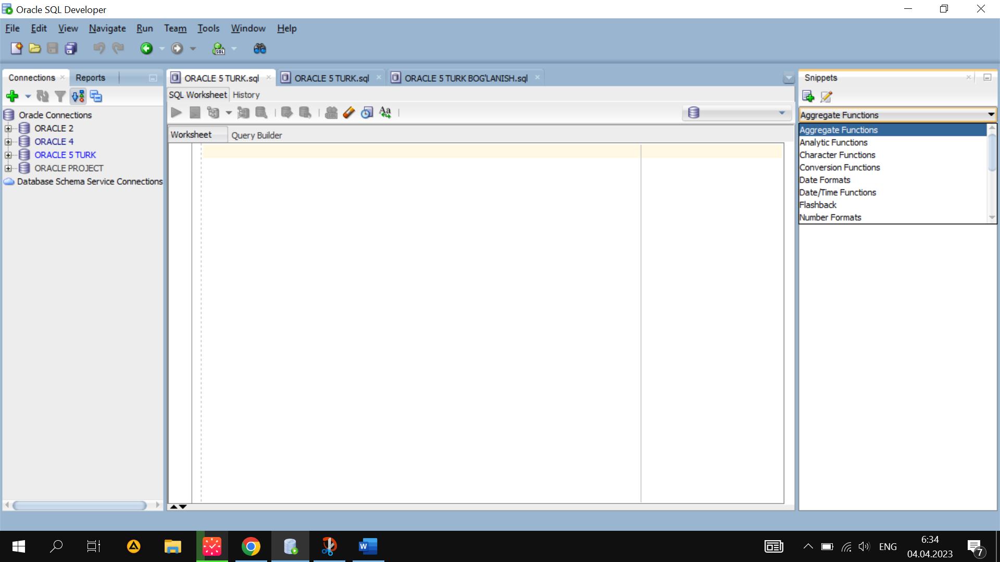 Oracle SQL Developer
File Edit View Navigate Run Team Tools Window Help
SQL
Connections Reports
ORACLE 5 TURK.sql ORACLE 5 TURK.sql ORACLE 5 TURK BOG'LANISH.sql
SQL Worksheet History
Aa
Worksheet Query Builder
Oracle Connections
ORACLE 2
ORACLE 4
ORACLE 5 TURK
ORACLE PROJECT
Database Schema Service Connections
Snippets
Aggregate Functions
Aggregate Functions
Analytic Functions
Character Functions
Conversion Functions
Date Formats
Date/Time Functions
Flashback
Number Formats
W
ENG
6:34
04.04.2023
7